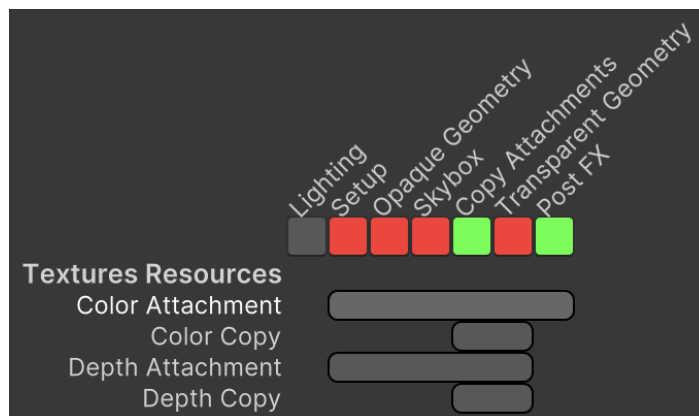 Lighting
Setup
Opaque Geometry
Skybox
Copy Attachments
Transparent Geometry
Post FX
Textures Resources
Color Attachment
Color Copy
Depth Attachment
Depth Copy